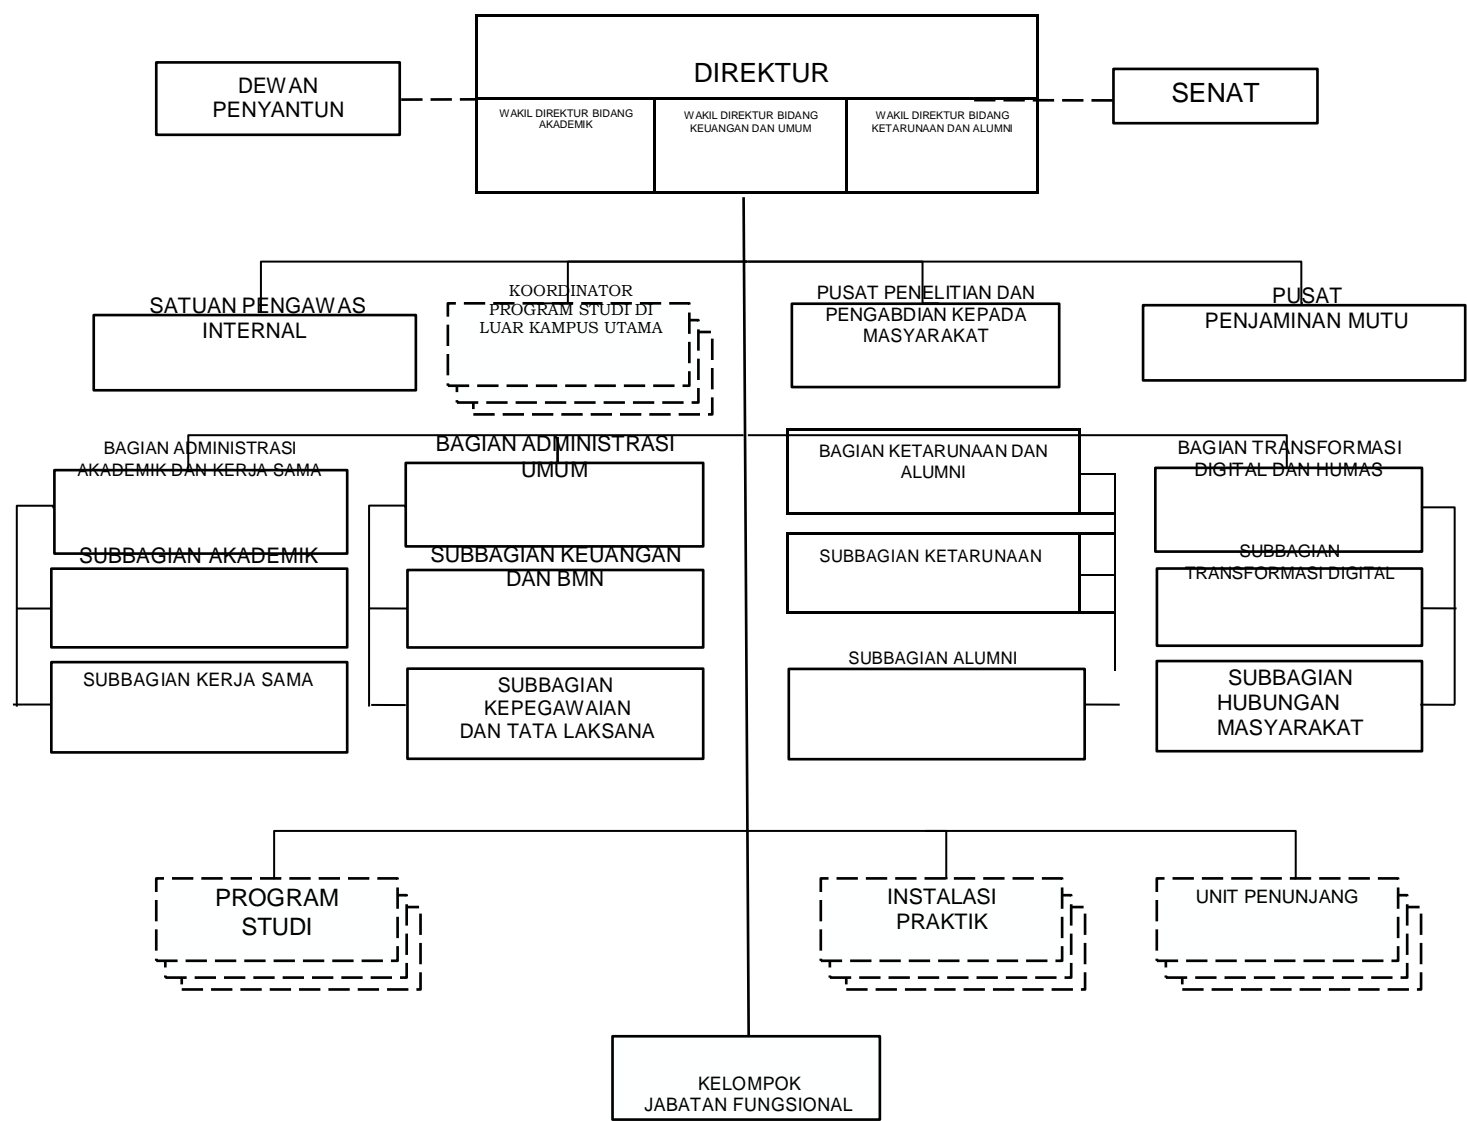 DIREKTUR
DEWAN
PENYANTUN
SENAT
WAKIL DIREKTUR BIDANG
AKADEMIK
WAKIL DIREKTUR BIDANG
KEUANGAN DAN UMUM
WAKIL DIREKTUR BIDANG
KETARUNAAN DAN ALUMNI
SATUAN PENGAWAS
INTERNAL
KOORDINATOR
PROGRAM STUDI DI
LUAR KAMPUS UTAMA
PUSAT PENELITIAN DAN
PENGABDIAN KEPADA
MASYARAKAT
PUSAT
PENJAMINAN MUTU
BAGIAN ADMINISTRASI
AKADEMIK DAN KERJA SAMA
BAGIAN ADMINISTRASI
UMUM
BAGIAN KETARUNAAN DAN
ALUMNI
BAGIAN TRANSFORMASI
DIGITAL DAN HUMAS
SUBBAGIAN AKADEMIK
SUBBAGIAN KEUANGAN
DAN BMN
SUBBAGIAN KETARUNAAN
SUBBAGIAN
TRANSFORMASI DIGITAL
SUBBAGIAN KERJA SAMA
SUBBAGIAN
KEPEGAWAIAN
DAN TATA LAKSANA
SUBBAGIAN ALUMNI
SUBBAGIAN
HUBUNGAN
MASYARAKAT
PROGRAM
STUDI
INSTALASI
PRAKTIK
UNIT PENUNJANG
KELOMPOK
JABATAN FUNGSIONAL